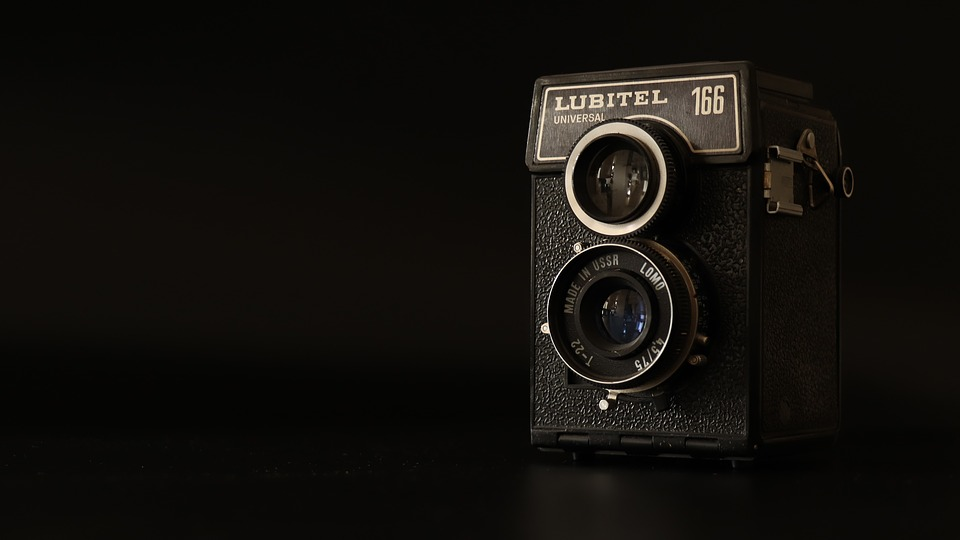 LUBITEL 166
UNIVERSAL
MADE IN USSR LOMO
T-22 4,5/75